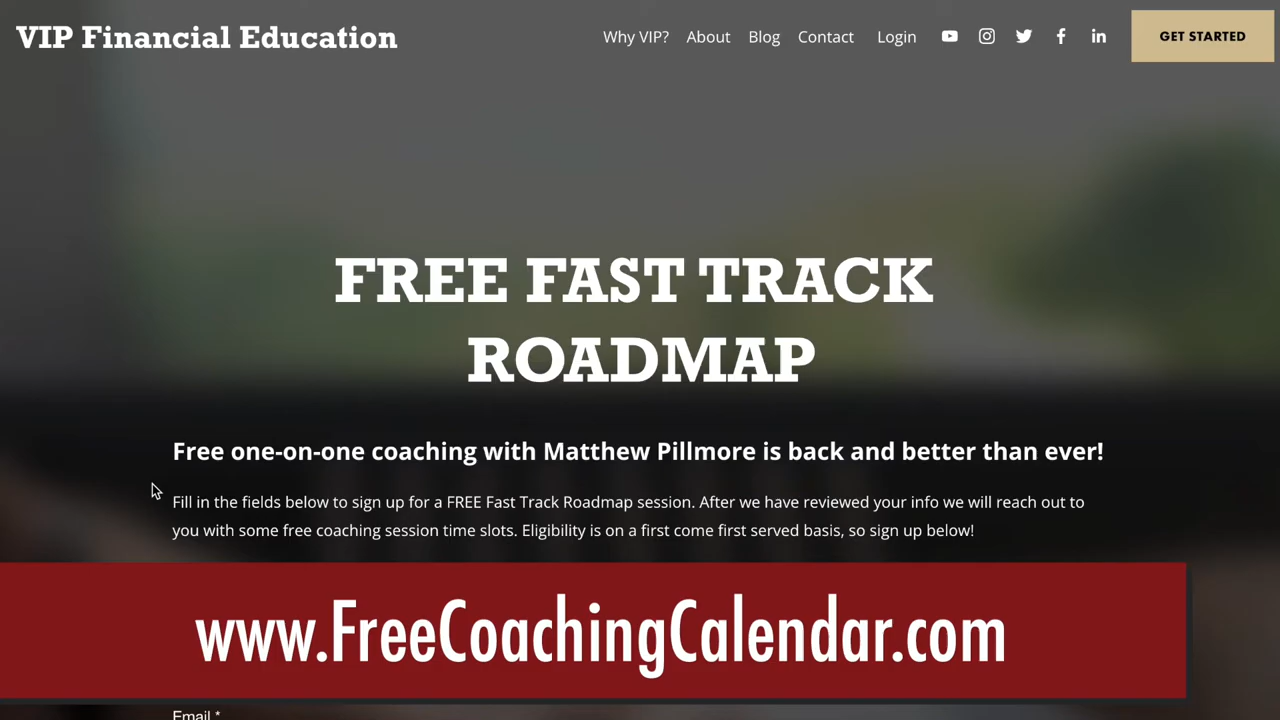 VIP Financial Education
Why VIP? About Blog Contact Login
GET STARTED
FREE FAST TRACK
ROADMAP
Free one-on-one coaching with Matthew Pillmore is back and better than ever!
Fill in the fields below to sign up for a FREE Fast Track Roadmap session. After we have reviewed your info we will reach out to
you with some free coaching session time slots. Eligibility is on a first come first served basis, so sign up below!
www.FreeCoachingCalendar.com
Email *